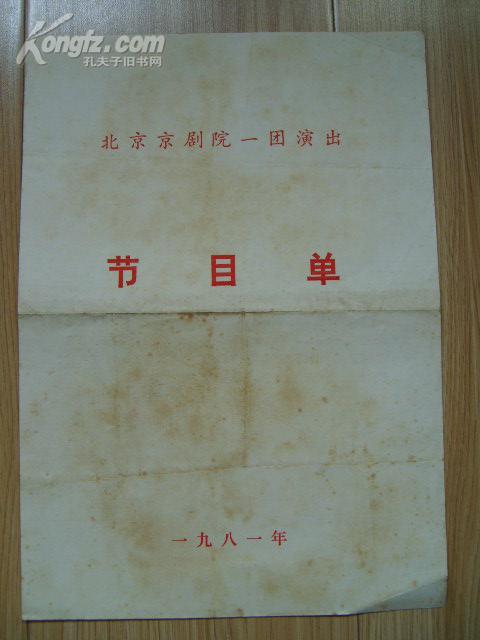 Kongfz.com
孔夫子旧书网
北京京剧院一团演出
节目单
一九八一年